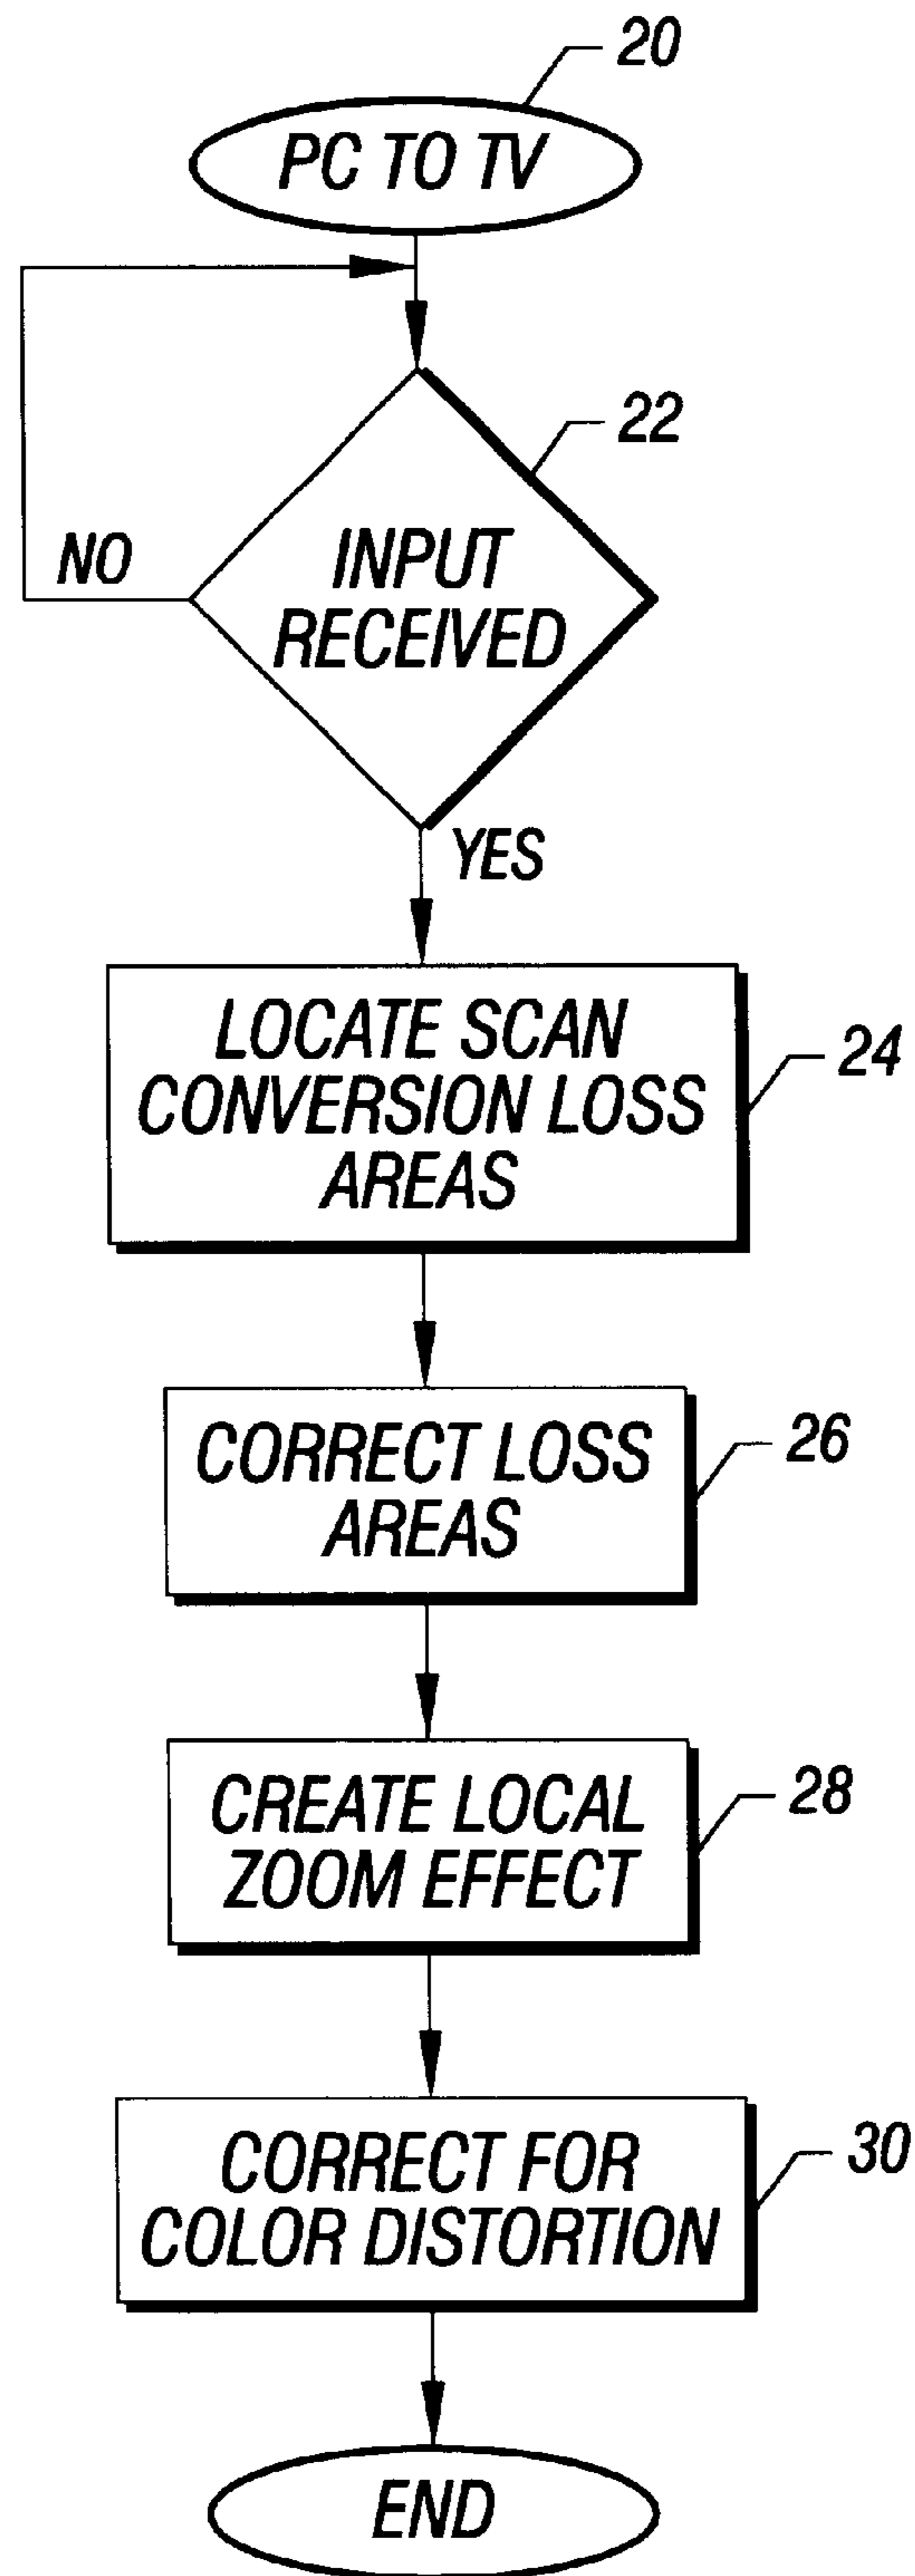 20
PC TO TV
22
INPUT
RECEIVED
NO
YES
LOCATE SCAN
CONVERSION LOSS
AREAS
24
CORRECT LOSS
AREAS
26
CREATE LOCAL
ZOOM EFFECT
28
CORRECT FOR
COLOR DISTORTION
30
END